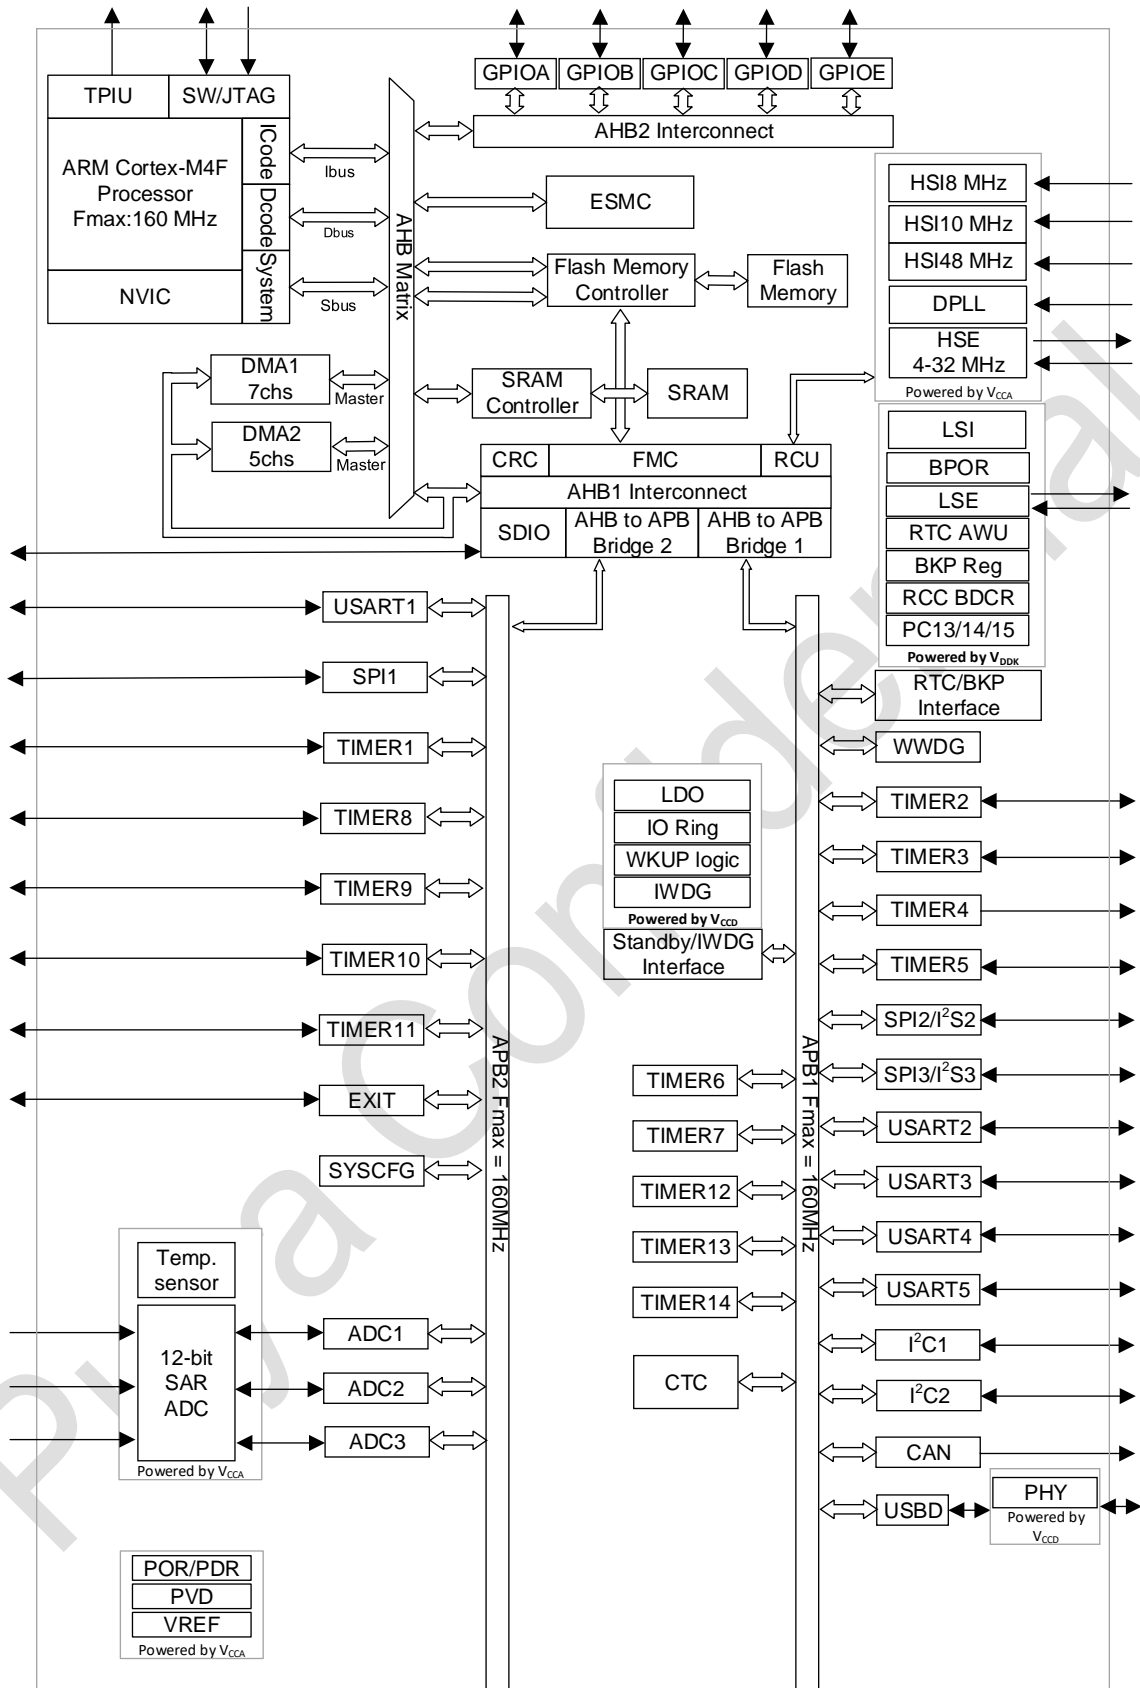 GPIOA
GPIOB
GPIOC
GPIOD
GPIOE
TPIU
SW/JTAG
AHB2 Interconnect
ARM Cortex-M4F
Processor
Fmax:160 MHz
NVIC
ICode
Dcode
System
Ibus
Dbus
Sbus
AHB Matrix
ESMC
Flash Memory
Controller
Flash
Memory
HSI8 MHz
HSI10 MHz
HSI48 MHz
DPLL
HSE
4-32 MHz
Powered by VCCA
DMA1
7chs
Master
DMA2
5chs
Master
SRAM
Controller
SRAM
CRC
FMC
RCU
AHB1 Interconnect
SDIO
AHB to APB
Bridge 2
AHB to APB
Bridge 1
LSI
BPOR
LSE
RTC AWU
BKP Reg
RCC BDCR
PC13/14/15
Powered by VDDK
RTC/BKP
Interface
USART1
SPI1
TIMER1
TIMER8
TIMER9
TIMER10
TIMER11
EXIT
SYSCFG
APB2 Fmax = 160MHz
LDO
IO Ring
WKUP logic
IWDG
Powered by VCCD
Standby/IWDG
Interface
TIMER6
TIMER7
TIMER12
TIMER13
TIMER14
CTC
APB1 Fmax = 160MHz
WWDG
TIMER2
TIMER3
TIMER4
TIMER5
SPI2/I²S2
SPI3/I²S3
USART2
USART3
USART4
USART5
I²C1
I²C2
CAN
USBD
PHY
Powered by
VCCD
Temp.
sensor
12-bit
SAR
ADC
Powered by VCCA
ADC1
ADC2
ADC3
POR/PDR
PVD
VREF
Powered by VCCA
Puya Confidential